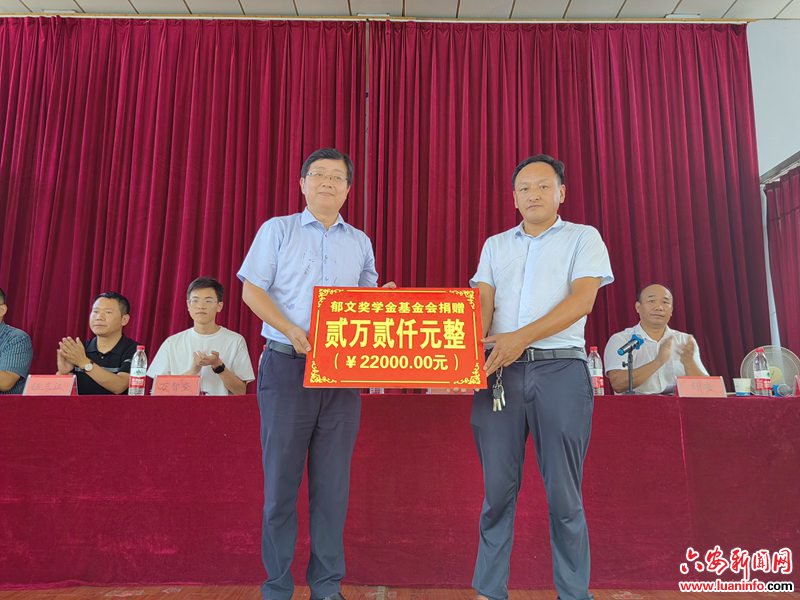 郁文奖学金基金会捐赠
贰万贰仟元整
（￥22000.00元）
六安新闻网
www.luaninfo.com